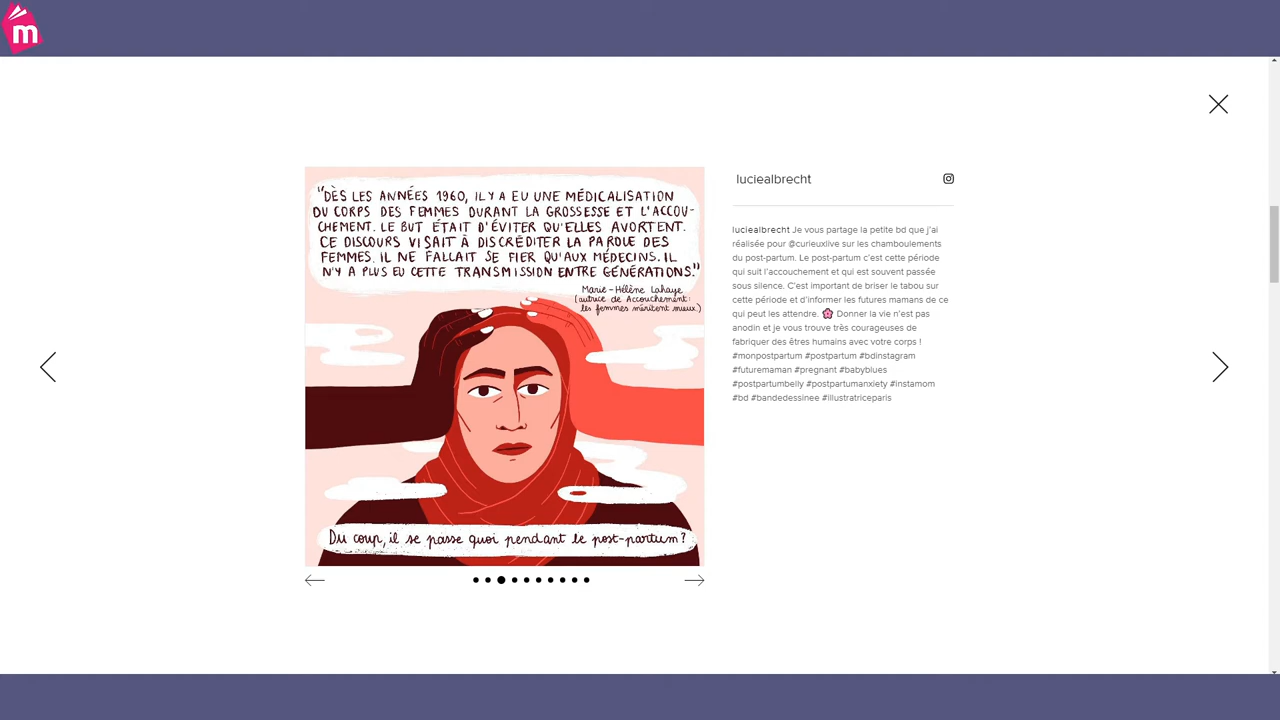 m
"DÈS LES ANNÉES 1960, IL Y A EU UNE MÉDICALISATION
DU CORPS DES FEMMES DURANT LA GROSSESSE ET L'ACCOU-
CHEMENT. LE BUT ÉTAIT D'ÉVITER QU'ELLES AVORTENT.
CE DISCOURS VISAIT À DISCRÉDITER LA PAROLE DES
FEMMES. IL NE FALLAIT SE FIER QU'AUX MÉDECINS. IL
N'Y A PLUS EU CETTE TRANSMISSION ENTRE GÉNÉRATIONS."
Marie-Hélène Lahaye
(autrice de Accouchement:
les femmes méritent mieux.)
Du coup, il se passe quoi pendant le post-partum ?
luciealbrecht
luciealbrecht Je vous partage la petite bd que j'ai
réalisée pour @curieuxlive sur les chamboulements
du post-partum. Le post-partum c'est cette période
qui suit l'accouchement et qui est souvent passée
sous silence. C'est important de briser le tabou sur
cette période et d'informer les futures mamans de ce
qui peut les attendre. 🌸 Donner la vie n'est pas
anodin et je vous trouve très courageuses de
fabriquer des êtres humains avec votre corps !
#monpostpartum #postpartum #bdinstagram
#futuremaman #pregnant #babyblues
#postpartumbelly #postpartumanxiety #instamom
#bd #bandedessinee #illustratriceparis